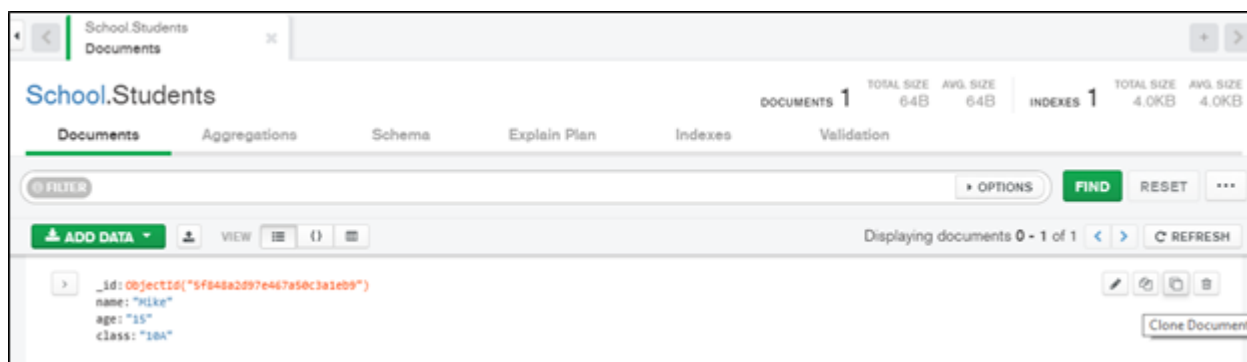 School.Students
Documents
School.Students
DOCUMENTS 1 TOTAL SIZE 64B AVG. SIZE 64B INDEXES 1 TOTAL SIZE 4.0KB AVG. SIZE 4.0KB
Documents Aggregations Schema Explain Plan Indexes Validation
FILTER OPTIONS FIND RESET
ADD DATA VIEW {} Displaying documents 0 - 1 of 1 REFRESH
_id: ObjectId("5f848a2d97e467a50c3a1eb9")
name: "Mike"
age: "15"
class: "10A"
Clone Document